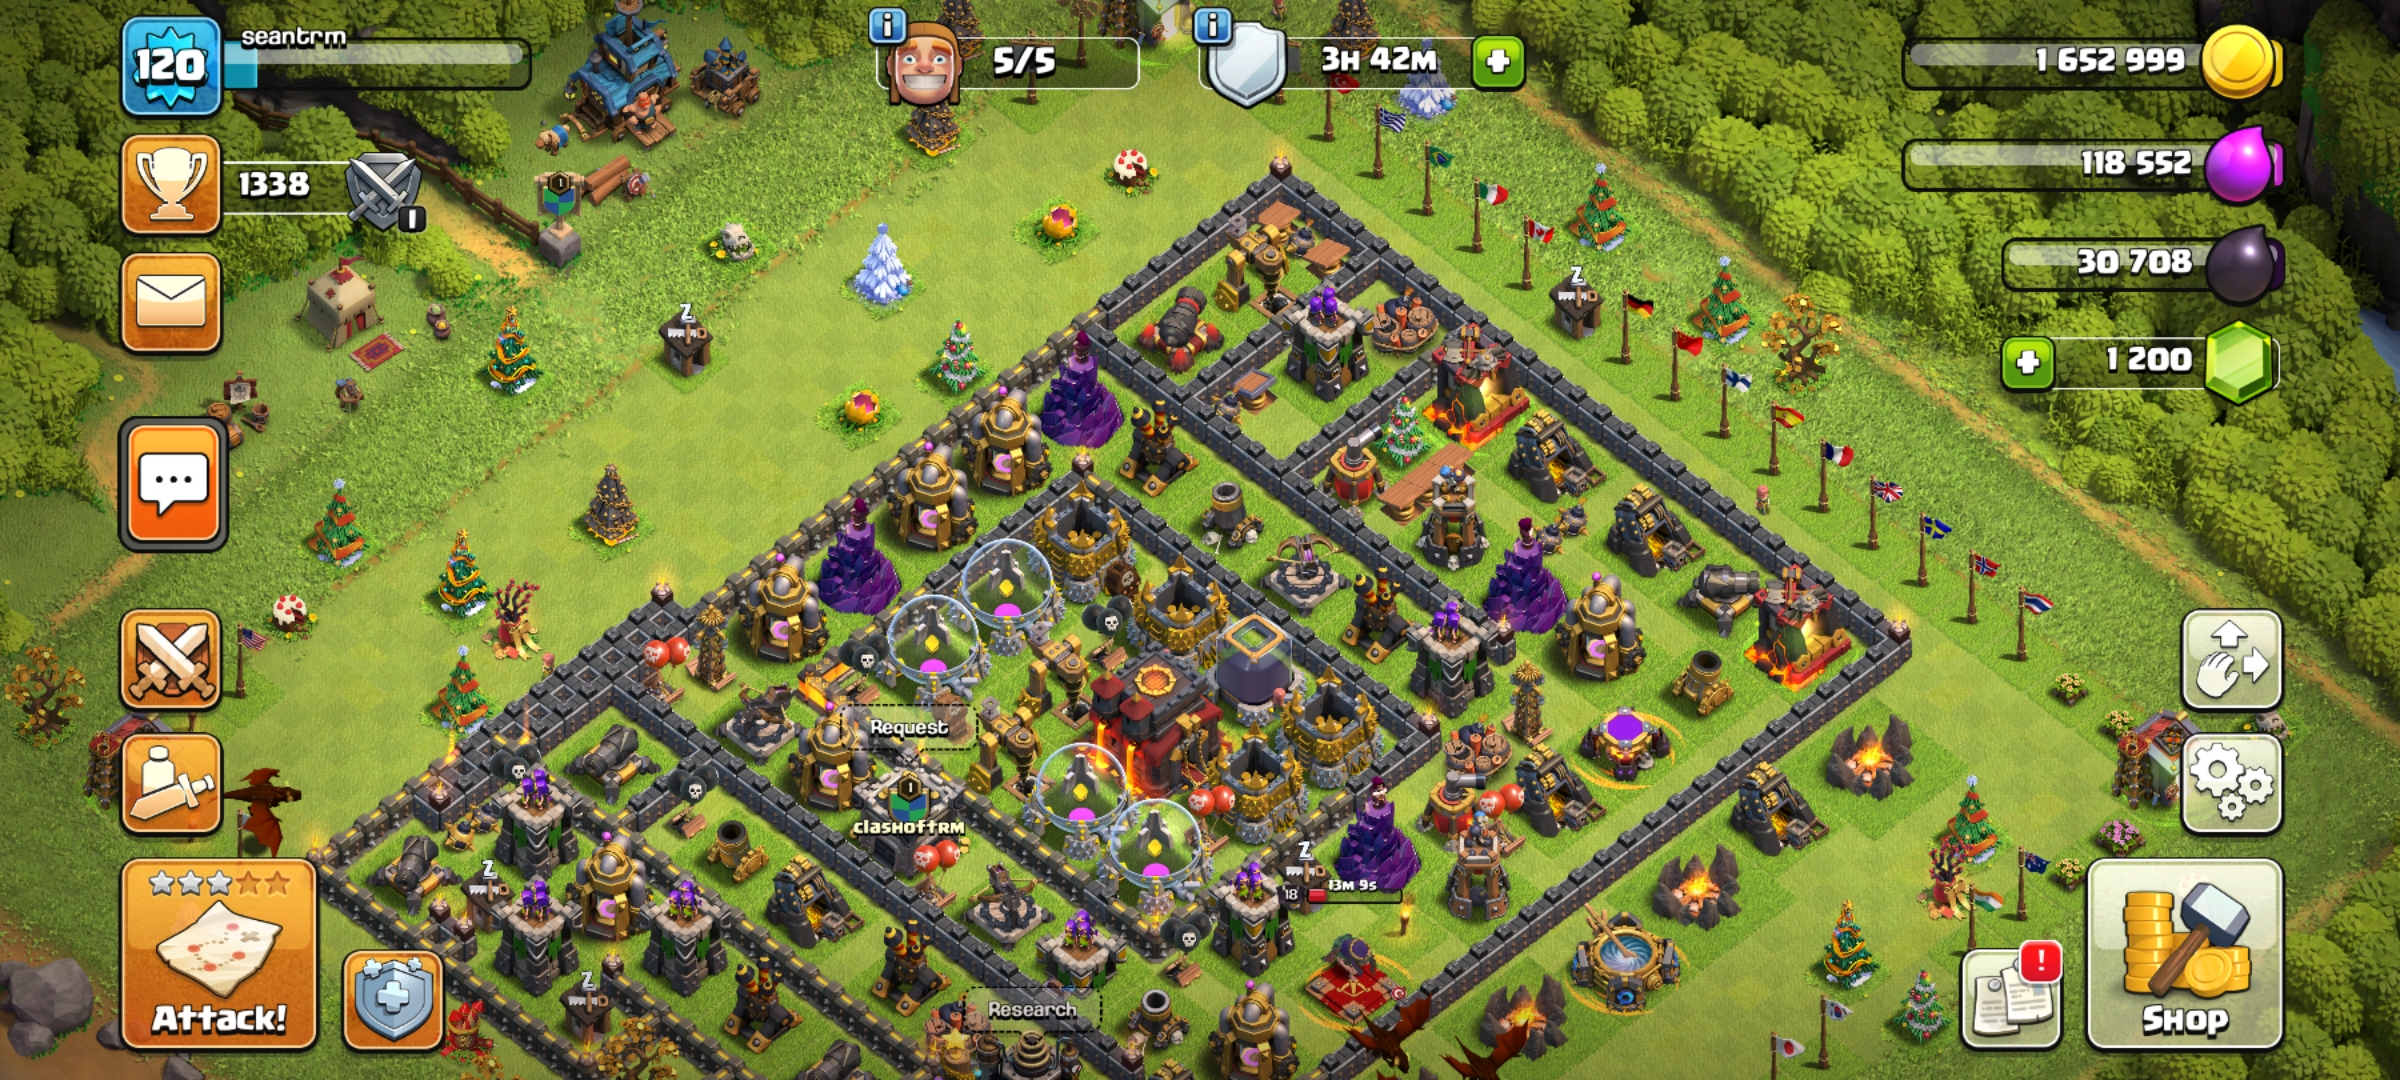 120
seantrm
5/5
3H 42M
1 652 999
1338
I
118 552
30 708
1 200
Z
Z
Request
clashoftRM
Z
18
13M 9s
Z
Z
Research
Attack!
!
Shop